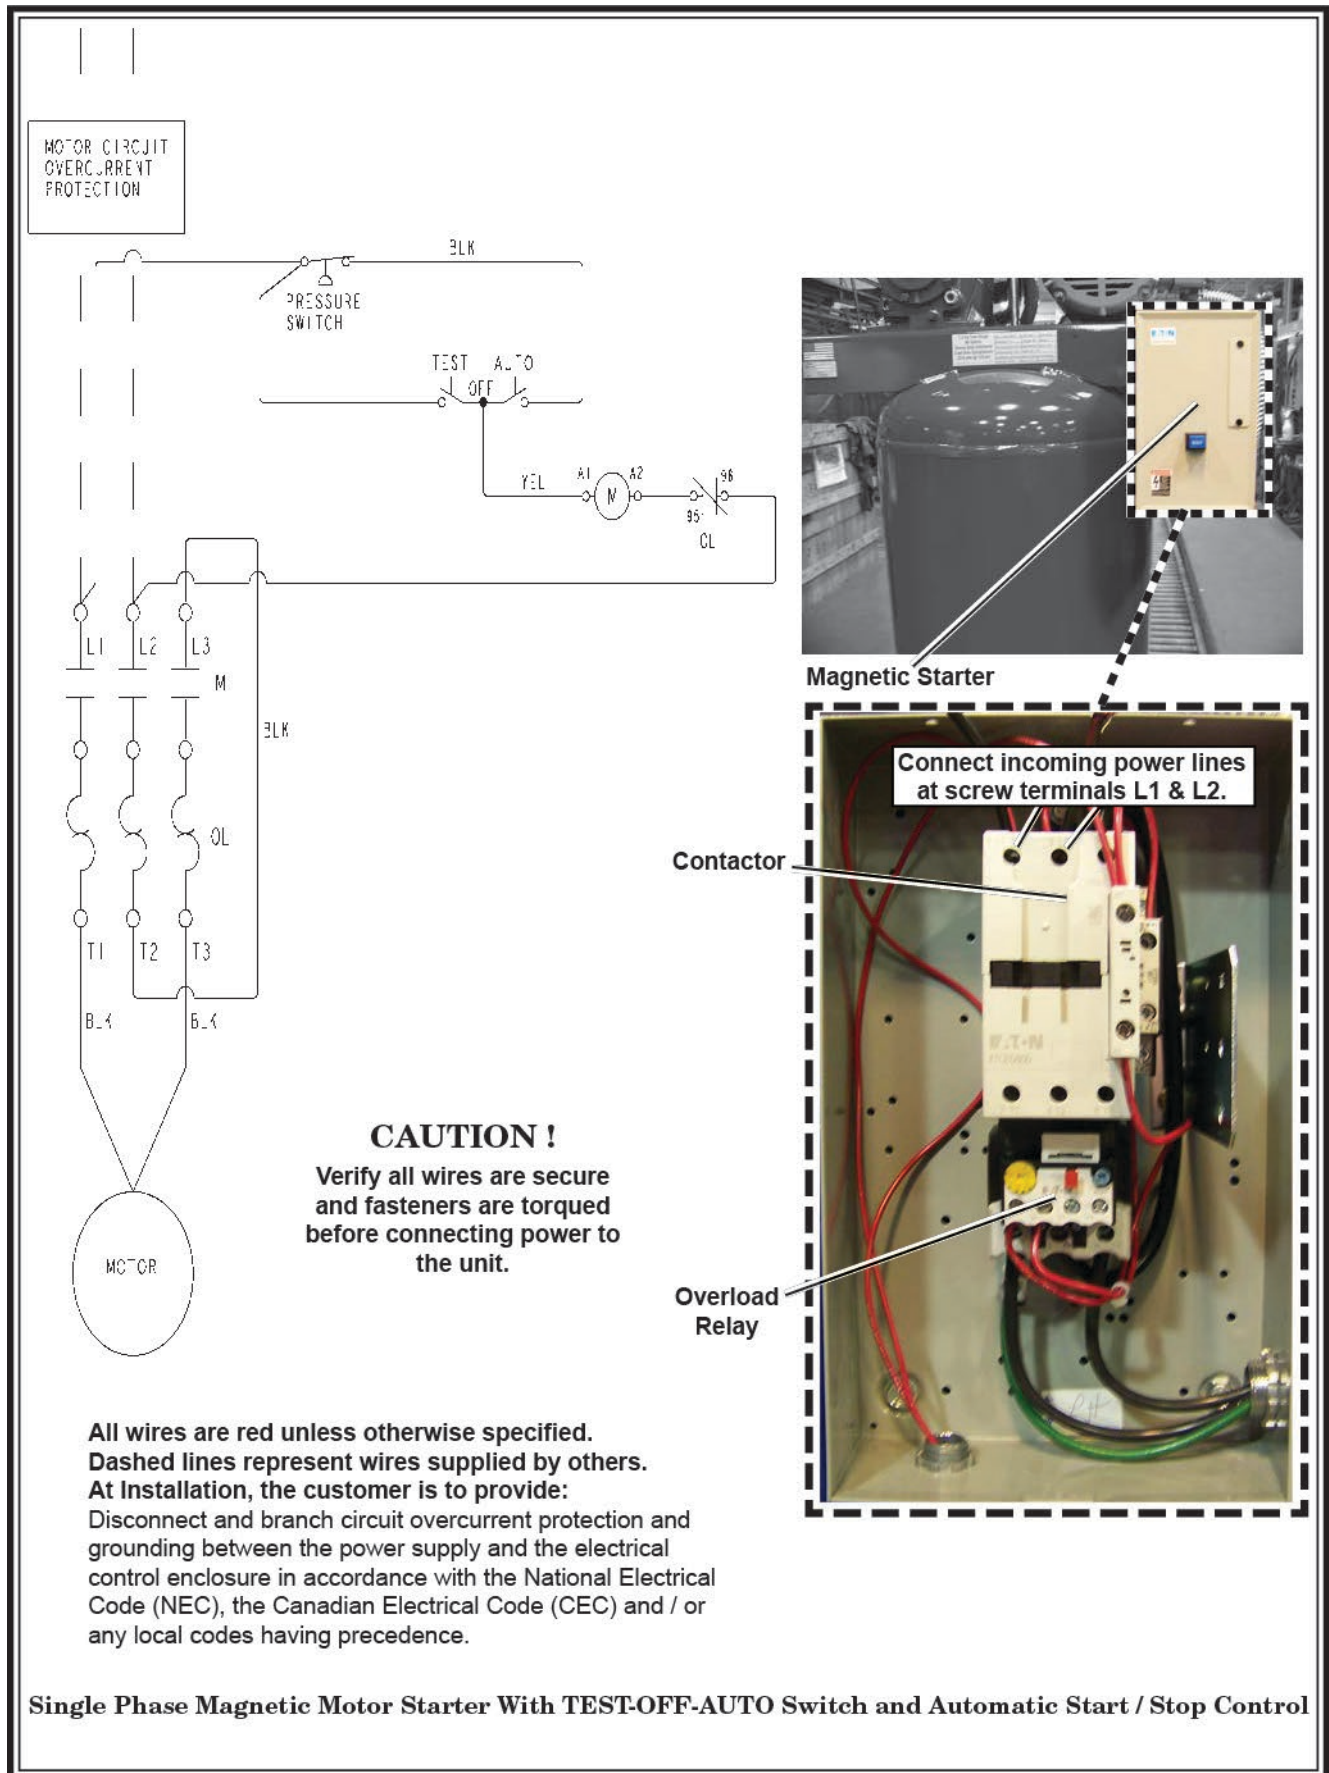 MOTOR CIRCUIT
OVERCURRENT
PROTECTION
BLK
PRESSURE
SWITCH
TEST AUTO
OFF
YEL
A1
M
A2
95
96
OL
L1
L2
L3
M
BLK
OL
T1
T2
T3
BLK
BLK
MOTOR
E·T·N
Magnetic Starter
Connect incoming power lines
at screw terminals L1 & L2.
Contactor
E·T·N
Overload
Relay
CAUTION !
Verify all wires are secure
and fasteners are torqued
before connecting power to
the unit.
All wires are red unless otherwise specified.
Dashed lines represent wires supplied by others.
At Installation, the customer is to provide:
Disconnect and branch circuit overcurrent protection and
grounding between the power supply and the electrical
control enclosure in accordance with the National Electrical
Code (NEC), the Canadian Electrical Code (CEC) and / or
any local codes having precedence.
Single Phase Magnetic Motor Starter With TEST-OFF-AUTO Switch and Automatic Start / Stop Control